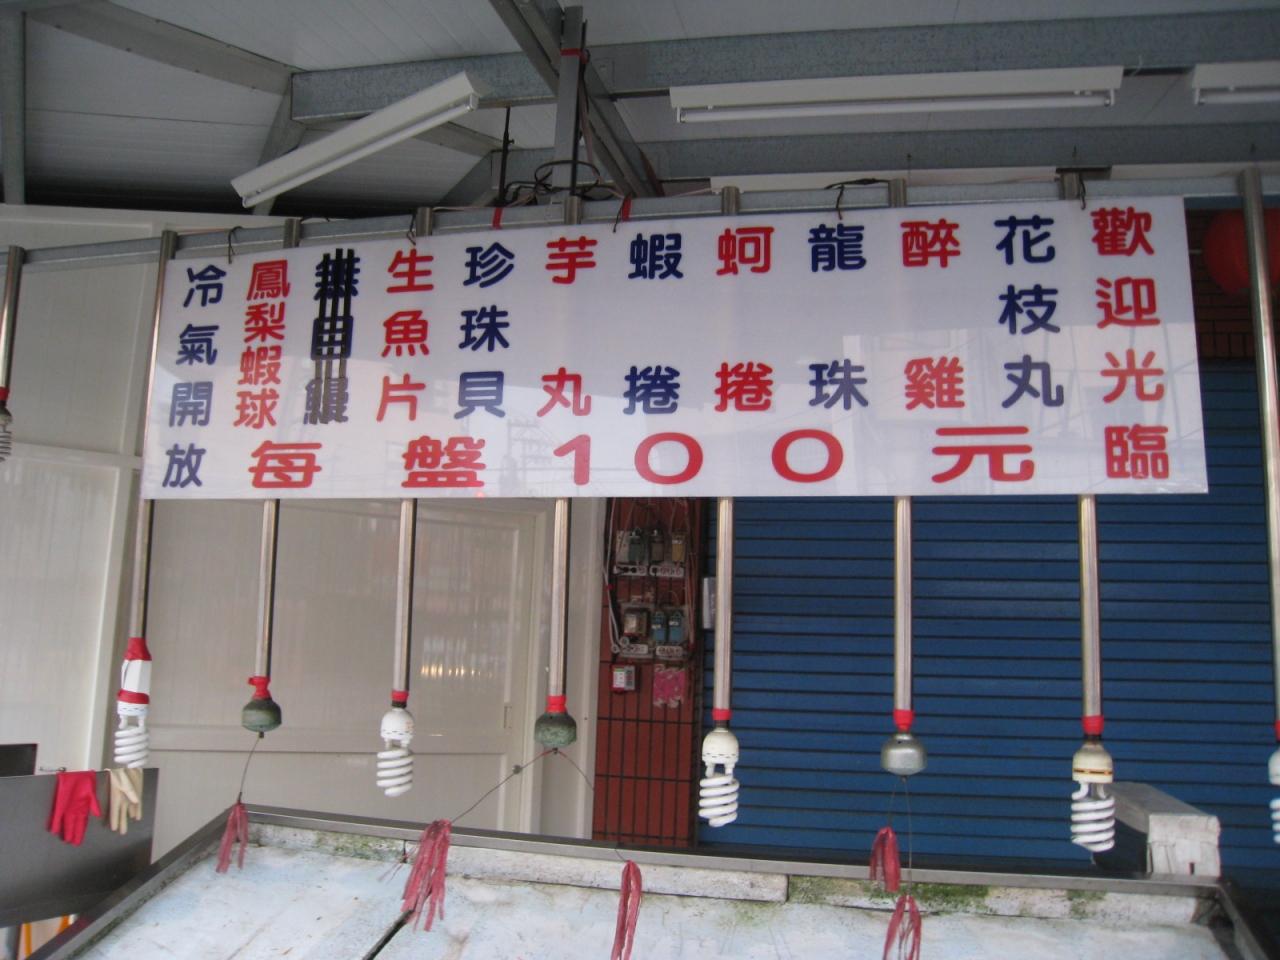 歡迎光臨
花枝丸
醉雞
龍珠
蚵捲
蝦捲
芋丸
珍珠貝
生魚片
鳳梨蝦球
冷氣開放
每盤100元